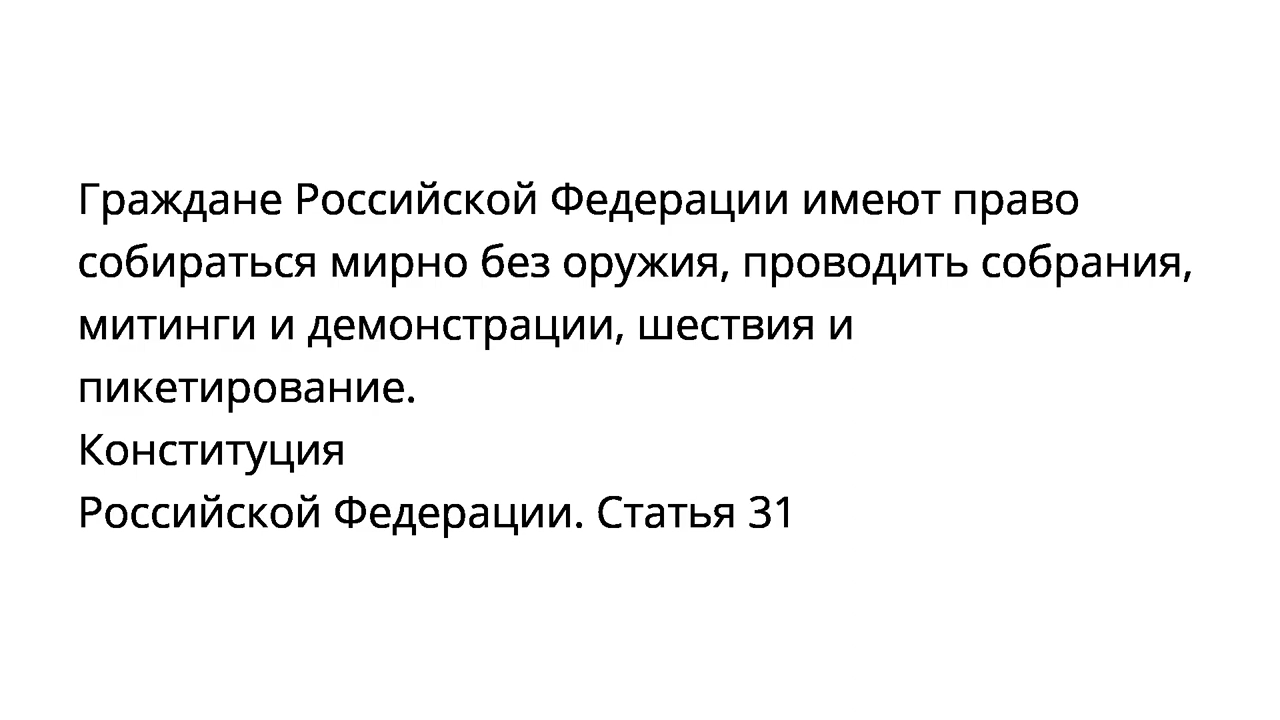 Граждане Российской Федерации имеют право
собираться мирно без оружия, проводить собрания,
митинги и демонстрации, шествия и
пикетирование.
Конституция
Российской Федерации. Статья 31